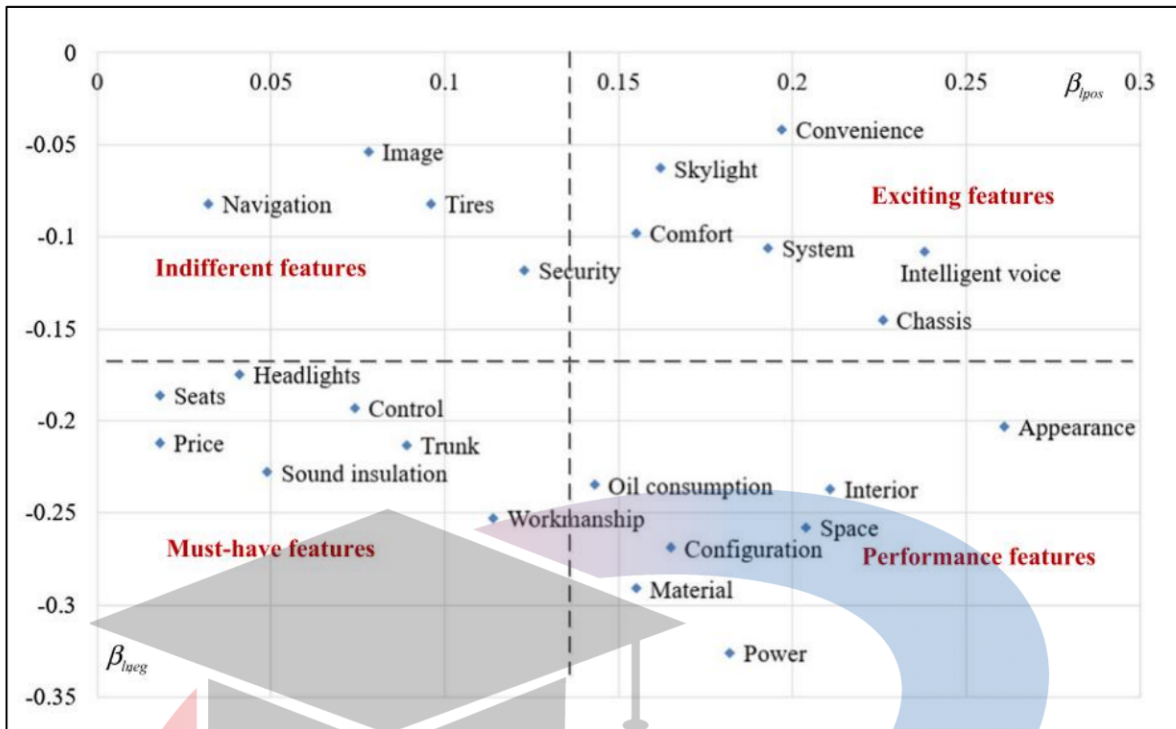 0
0 0.05 0.1 0.15 0.2 0.25 0.3
βlpos
Convenience
-0.05
Image
Skylight
Exciting features
Navigation Tires
-0.1
Comfort System
Indifferent features Security Intelligent voice
-0.15
Chassis
Headlights
Seats
-0.2
Control
Appearance
Price Trunk
Sound insulation
Oil consumption Interior
-0.25
Workmanship Space
Must-have features Configuration Performance features
Material
-0.3
Power
βlneg
-0.35